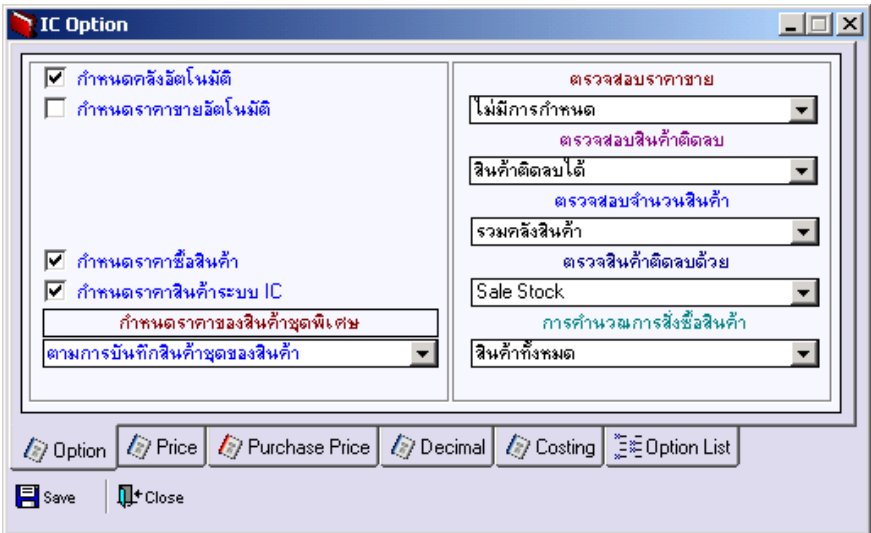 IC Option
กำหนดคลังอัตโนมัติ
กำหนดราคาขายอัตโนมัติ
กำหนดราคาซื้อสินค้า
กำหนดราคาสินค้าระบบ IC
กำหนดราคาของสินค้าชุดพิเศษ
ตามการบันทึกสินค้าชุดของสินค้า
ตรวจสอบราคาขาย
ไม่มีการกำหนด
ตรวจสอบสินค้าติดลบ
สินค้าติดลบได้
ตรวจสอบจำนวนสินค้า
รวมคลังสินค้า
ตรวจสินค้าติดลบด้วย
Sale Stock
การคำนวณการสั่งซื้อสินค้า
สินค้าทั้งหมด
Option Price Purchase Price Decimal Costing Option List
Save Close